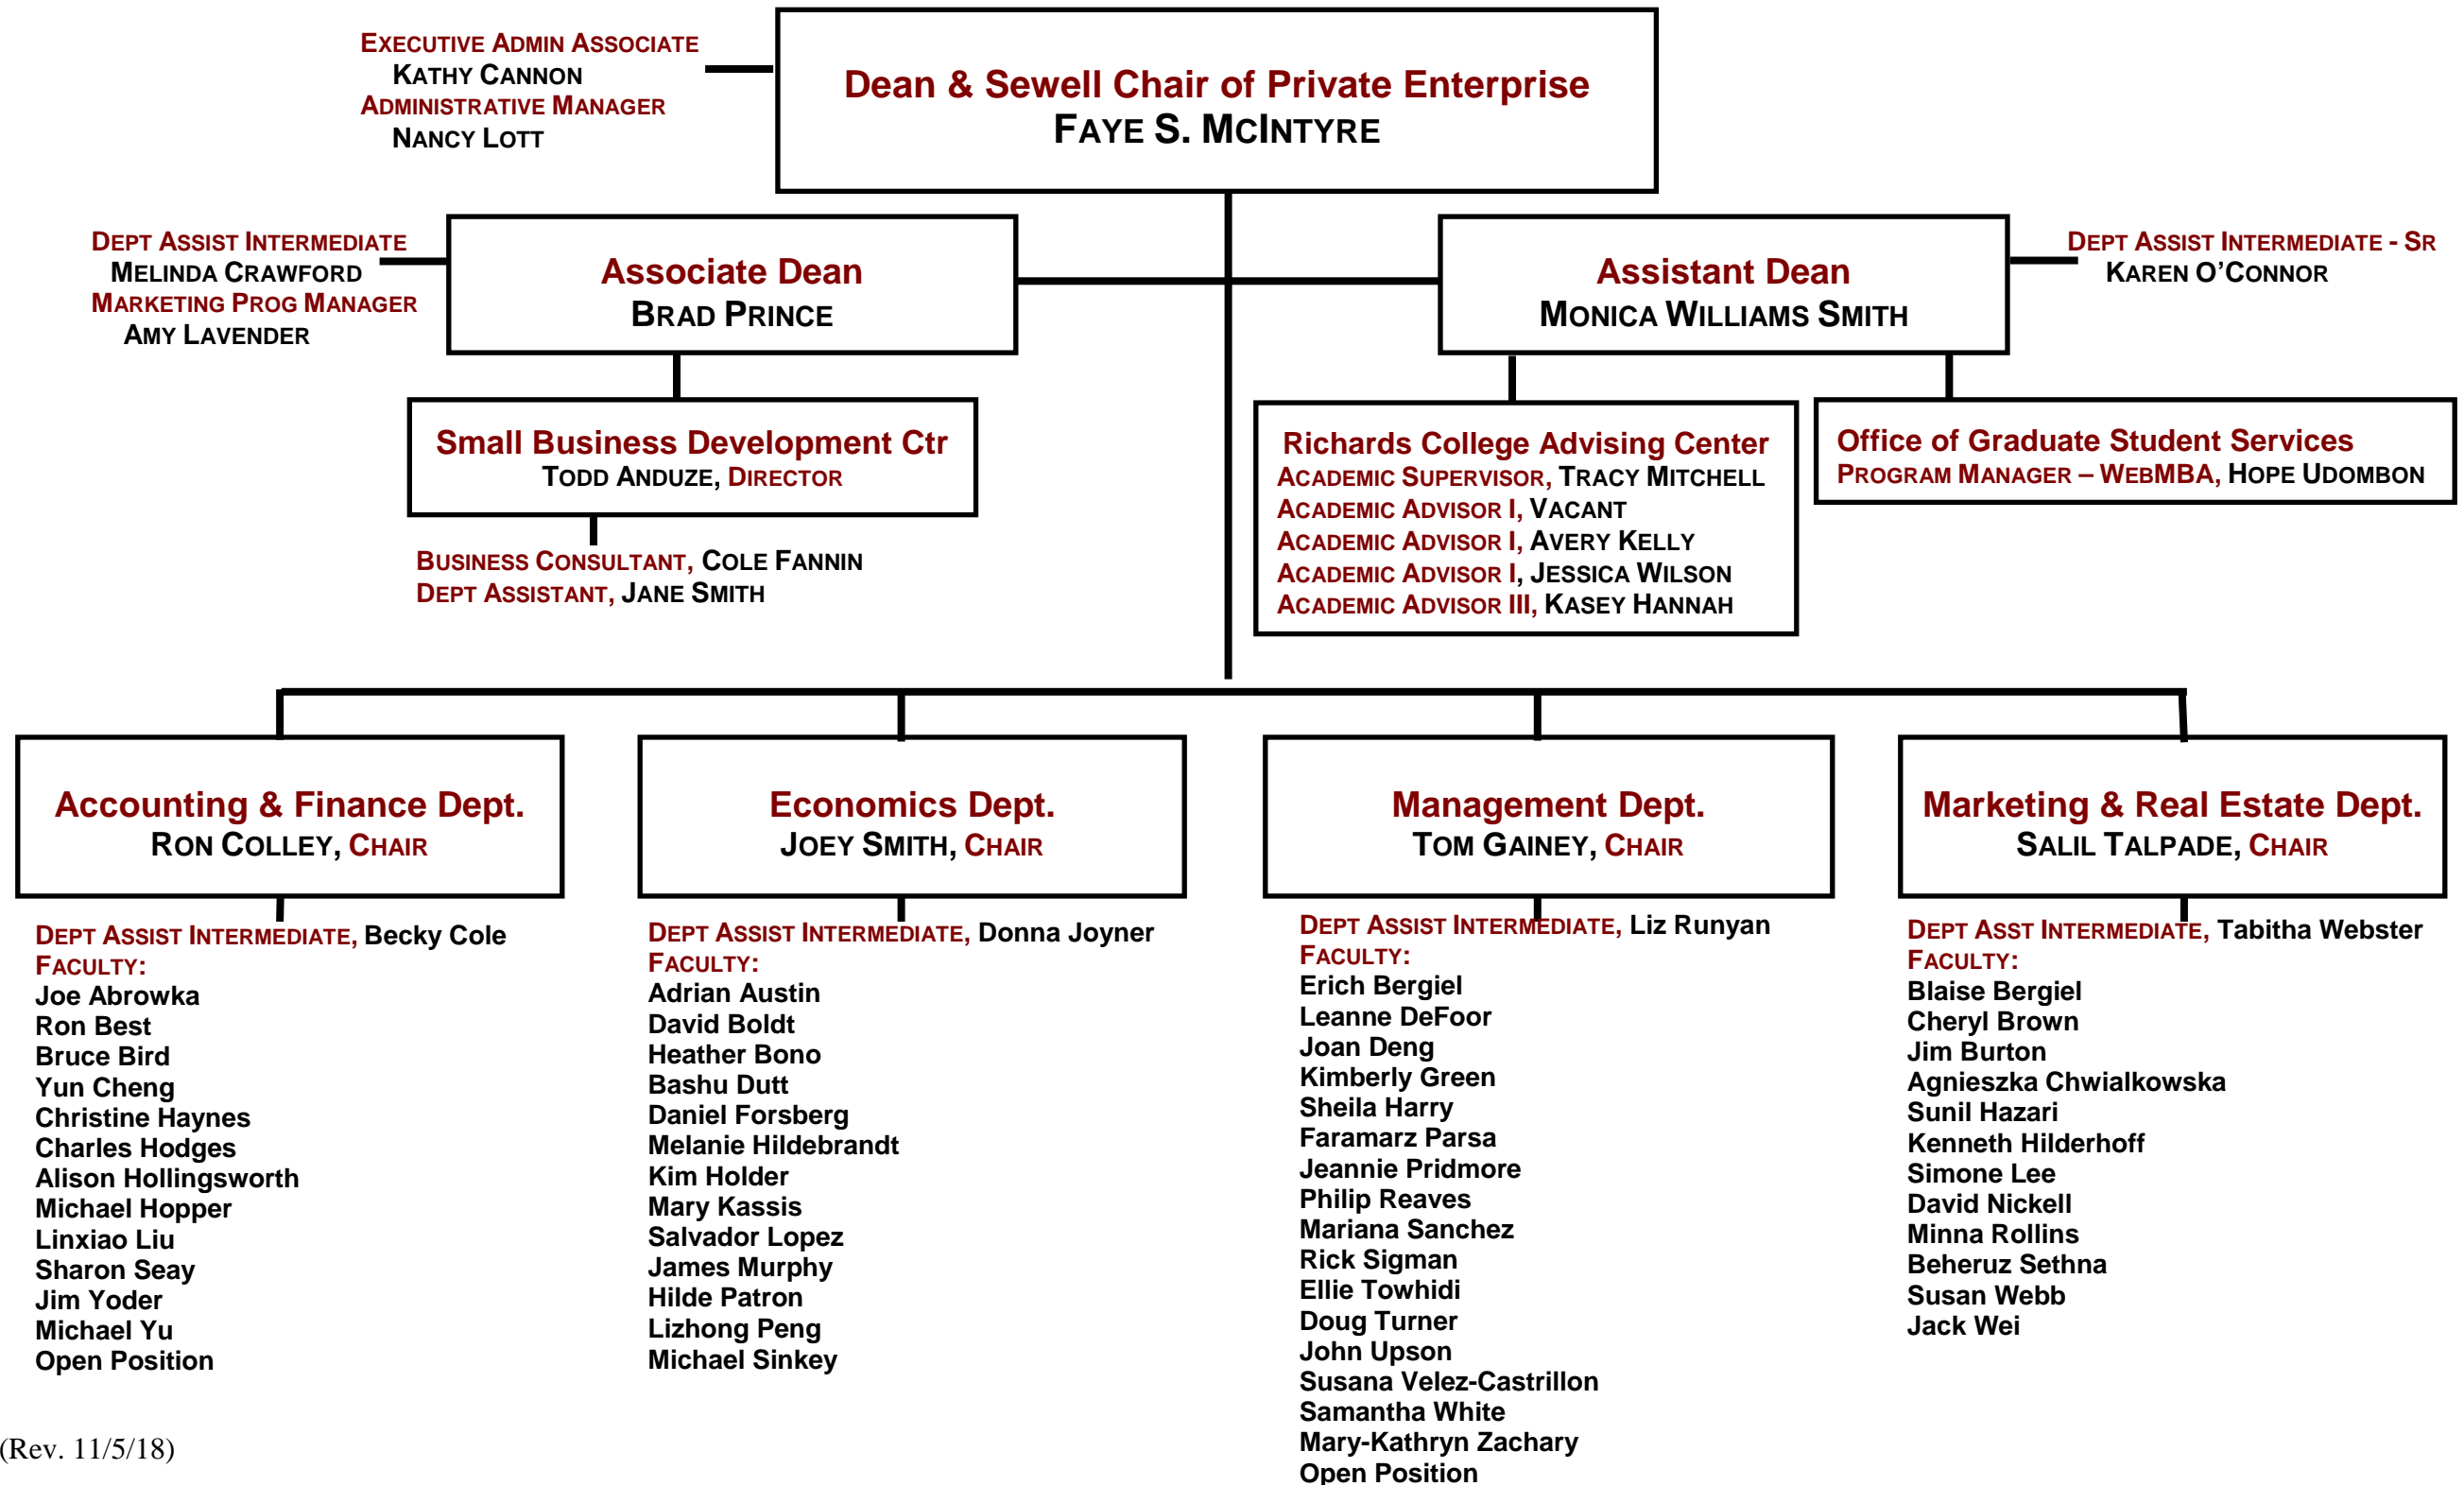 EXECUTIVE ADMIN ASSOCIATE
KATHY CANNON
ADMINISTRATIVE MANAGER
NANCY LOTT
Dean & Sewell Chair of Private Enterprise
FAYE S. MCINTYRE
DEPT ASSIST INTERMEDIATE
MELINDA CRAWFORD
MARKETING PROG MANAGER
AMY LAVENDER
Associate Dean
BRAD PRINCE
Assistant Dean
MONICA WILLIAMS SMITH
DEPT ASSIST INTERMEDIATE - SR
KAREN O'CONNOR
Small Business Development Ctr
TODD ANDUZE, DIRECTOR
BUSINESS CONSULTANT, COLE FANNIN
DEPT ASSISTANT, JANE SMITH
Richards College Advising Center
ACADEMIC SUPERVISOR, TRACY MITCHELL
ACADEMIC ADVISOR I, VACANT
ACADEMIC ADVISOR I, AVERY KELLY
ACADEMIC ADVISOR I, JESSICA WILSON
ACADEMIC ADVISOR III, KASEY HANNAH
Office of Graduate Student Services
PROGRAM MANAGER – WEBMBA, HOPE UDOMBON
Accounting & Finance Dept.
RON COLLEY, CHAIR
DEPT ASSIST INTERMEDIATE, Becky Cole
FACULTY:
Joe Abrowka
Ron Best
Bruce Bird
Yun Cheng
Christine Haynes
Charles Hodges
Alison Hollingsworth
Michael Hopper
Linxiao Liu
Sharon Seay
Jim Yoder
Michael Yu
Open Position
Economics Dept.
JOEY SMITH, CHAIR
DEPT ASSIST INTERMEDIATE, Donna Joyner
FACULTY:
Adrian Austin
David Boldt
Heather Bono
Bashu Dutt
Daniel Forsberg
Melanie Hildebrandt
Kim Holder
Mary Kassis
Salvador Lopez
James Murphy
Hilde Patron
Lizhong Peng
Michael Sinkey
Management Dept.
TOM GAINEY, CHAIR
DEPT ASSIST INTERMEDIATE, Liz Runyan
FACULTY:
Erich Bergiel
Leanne DeFoor
Joan Deng
Kimberly Green
Sheila Harry
Faramarz Parsa
Jeannie Pridmore
Philip Reaves
Mariana Sanchez
Rick Sigman
Ellie Towhidi
Doug Turner
John Upson
Susana Velez-Castrillon
Samantha White
Mary-Kathryn Zachary
Open Position
Marketing & Real Estate Dept.
SALIL TALPADE, CHAIR
DEPT ASST INTERMEDIATE, Tabitha Webster
FACULTY:
Blaise Bergiel
Cheryl Brown
Jim Burton
Agnieszka Chwialkowska
Sunil Hazari
Kenneth Hilderhoff
Simone Lee
David Nickell
Minna Rollins
Beheruz Sethna
Susan Webb
Jack Wei
(Rev. 11/5/18)